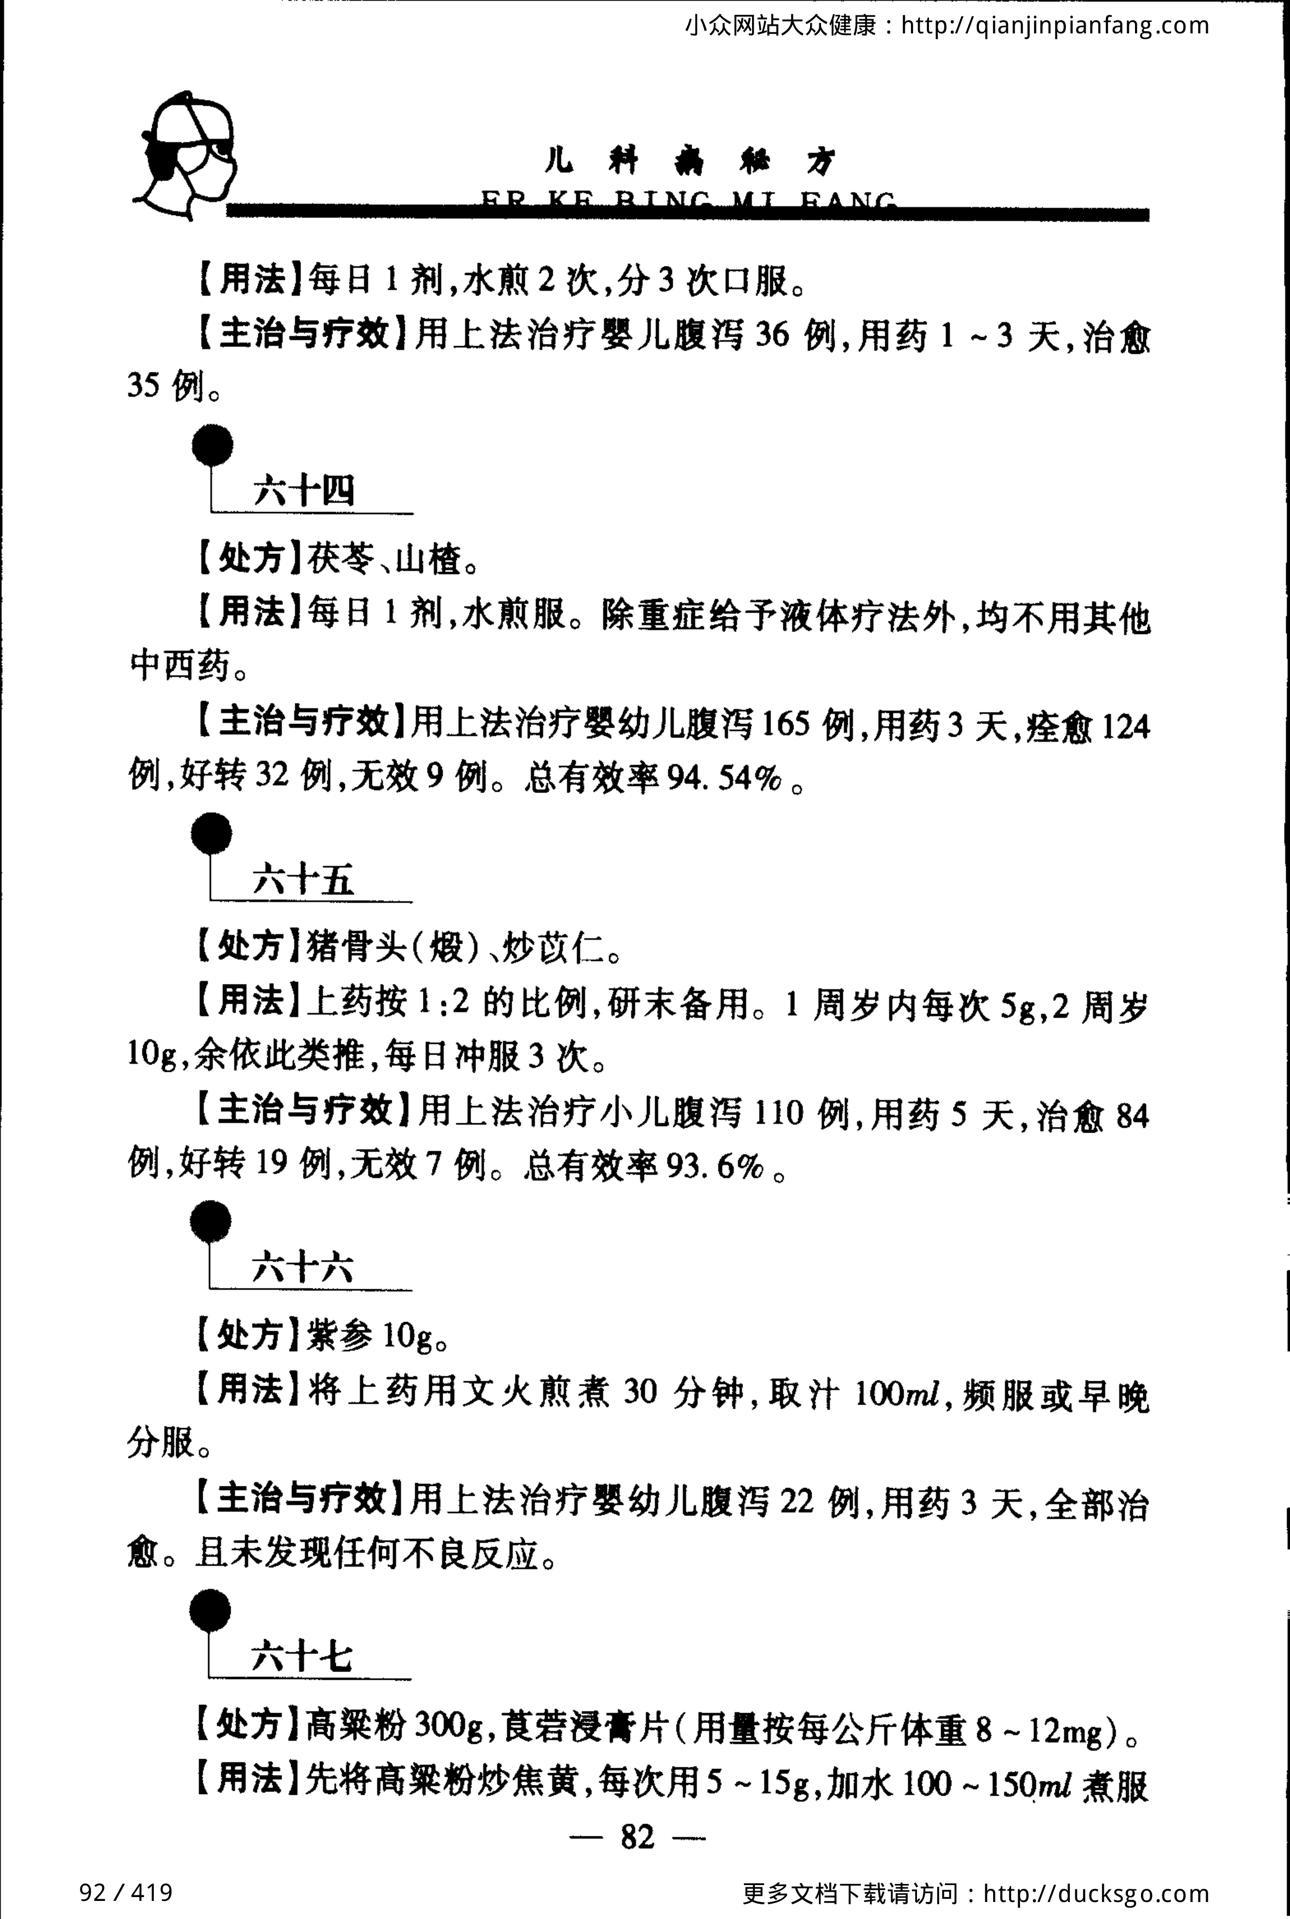 小众网站大众健康：http://qianjinpianfang.com
儿科病秘方
ER KE BING MI FANG
【用法】每日 1 剂,水煎 2 次,分 3 次口服。
【主治与疗效】用上法治疗婴儿腹泻 36 例,用药 1 ~ 3 天,治愈
35 例。
六十四
【处方】茯苓、山楂。
【用法】每日 1 剂,水煎服。除重症给予液体疗法外,均不用其他
中西药。
【主治与疗效】用上法治疗婴幼儿腹泻 165 例,用药 3 天,痊愈 124
例,好转 32 例,无效 9 例。总有效率 94.54%。
六十五
【处方】猪骨头(煅)、炒苡仁。
【用法】上药按 1:2 的比例,研末备用。1 周岁内每次 5g,2 周岁
10g,余依此类推,每日冲服 3 次。
【主治与疗效】用上法治疗小儿腹泻 110 例,用药 5 天,治愈 84
例,好转 19 例,无效 7 例。总有效率 93.6%。
六十六
【处方】紫参 10g。
【用法】将上药用文火煎煮 30 分钟,取汁 100ml,频服或早晚
分服。
【主治与疗效】用上法治疗婴幼儿腹泻 22 例,用药 3 天,全部治
愈。且未发现任何不良反应。
六十七
【处方】高粱粉 300g,莨菪浸膏片(用量按每公斤体重 8 ~ 12mg)。
【用法】先将高粱粉炒焦黄,每次用 5 ~ 15g,加水 100 ~ 150ml 煮服
— 82 —
92 / 419
更多文档下载请访问：http://ducksgo.com